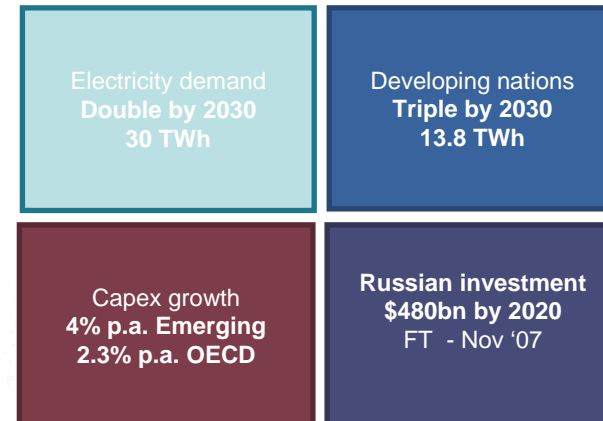 Electricity demand
Double by 2030
30 TWh
Developing nations
Triple by 2030
13.8 TWh
Capex growth
4% p.a. Emerging
2.3% p.a. OECD
Russian investment
$480bn by 2020
FT - Nov ‘07